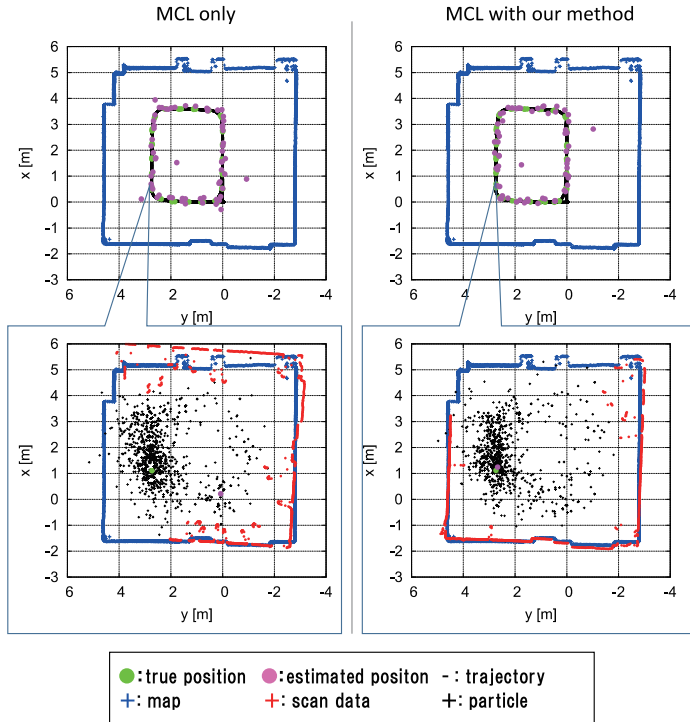 MCL only
MCL with our method
6
5
4
3
2
1
0
-1
-2
-3
x [m]
6 4 2 0 -2 -4
y [m]
6
5
4
3
2
1
0
-1
-2
-3
x [m]
6 4 2 0 -2 -4
y [m]
6
5
4
3
2
1
0
-1
-2
-3
x [m]
6 4 2 0 -2 -4
y [m]
6
5
4
3
2
1
0
-1
-2
-3
x [m]
6 4 2 0 -2 -4
y [m]
: true position : estimated positon - : trajectory
+ : map + : scan data + : particle